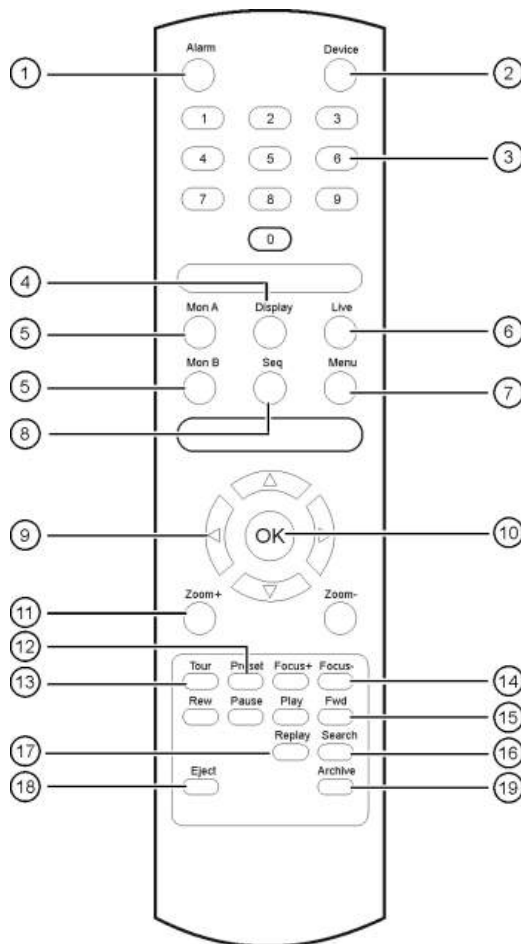 Alarm Device
1 2
1 2 3
4 5 6 3
7 8 9
0
4
Mon A Display Live
5 6
Mon B Seq Menu
5 7
8
9 OK 10
Zoom+ Zoom-
11
12
Tour Preset Focus+ Focus-
13 14
Rew Pause Play Fwd
15
Replay Search
17 16
Eject Archive
18 19